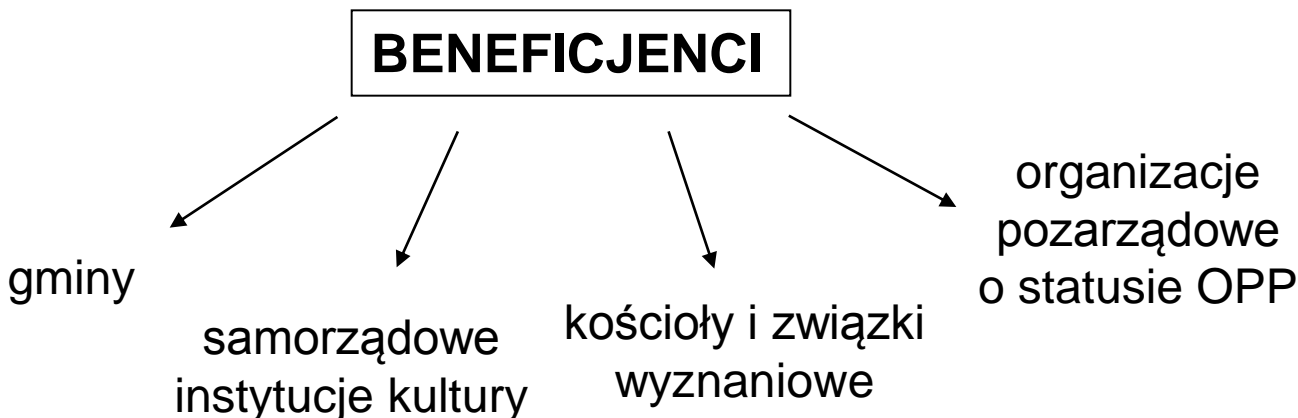 BENEFICJENCI
gminy
samorządowe
instytucje kultury
kościoły i związki
wyznaniowe
organizacje
pozarządowe
o statusie OPP